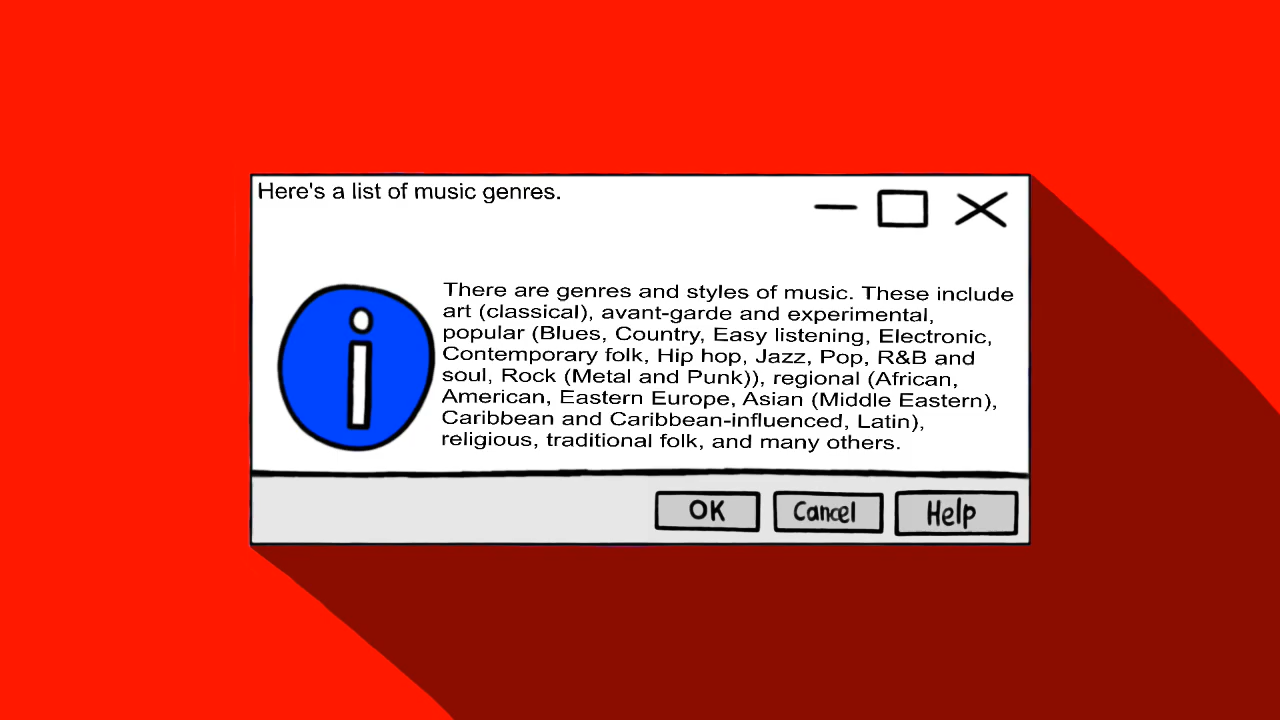 Here's a list of music genres.
There are genres and styles of music. These include
art (classical), avant-garde and experimental,
popular (Blues, Country, Easy listening, Electronic,
Contemporary folk, Hip hop, Jazz, Pop, R&B and
soul, Rock (Metal and Punk)), regional (African,
American, Eastern Europe, Asian (Middle Eastern),
Caribbean and Caribbean-influenced, Latin),
religious, traditional folk, and many others.
OK Cancel Help